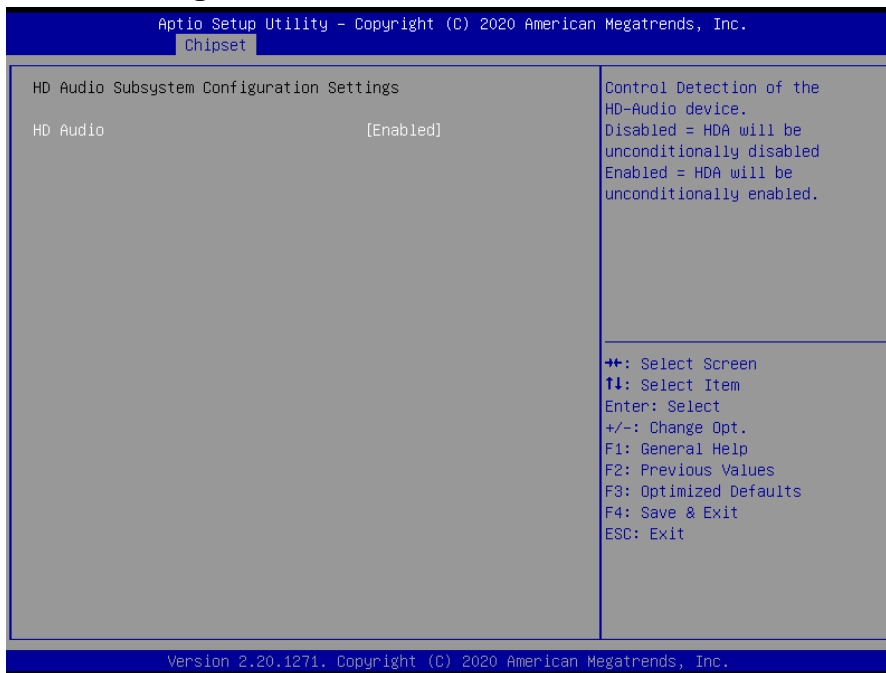 Aptio Setup Utility – Copyright (C) 2020 American Megatrends, Inc.
Chipset
HD Audio Subsystem Configuration Settings
HD Audio [Enabled]
Control Detection of the
HD-Audio device.
Disabled = HDA will be
unconditionally disabled
Enabled = HDA will be
unconditionally enabled.
→←: Select Screen
↑↓: Select Item
Enter: Select
+/-: Change Opt.
F1: General Help
F2: Previous Values
F3: Optimized Defaults
F4: Save & Exit
ESC: Exit
Version 2.20.1271. Copyright (C) 2020 American Megatrends, Inc.